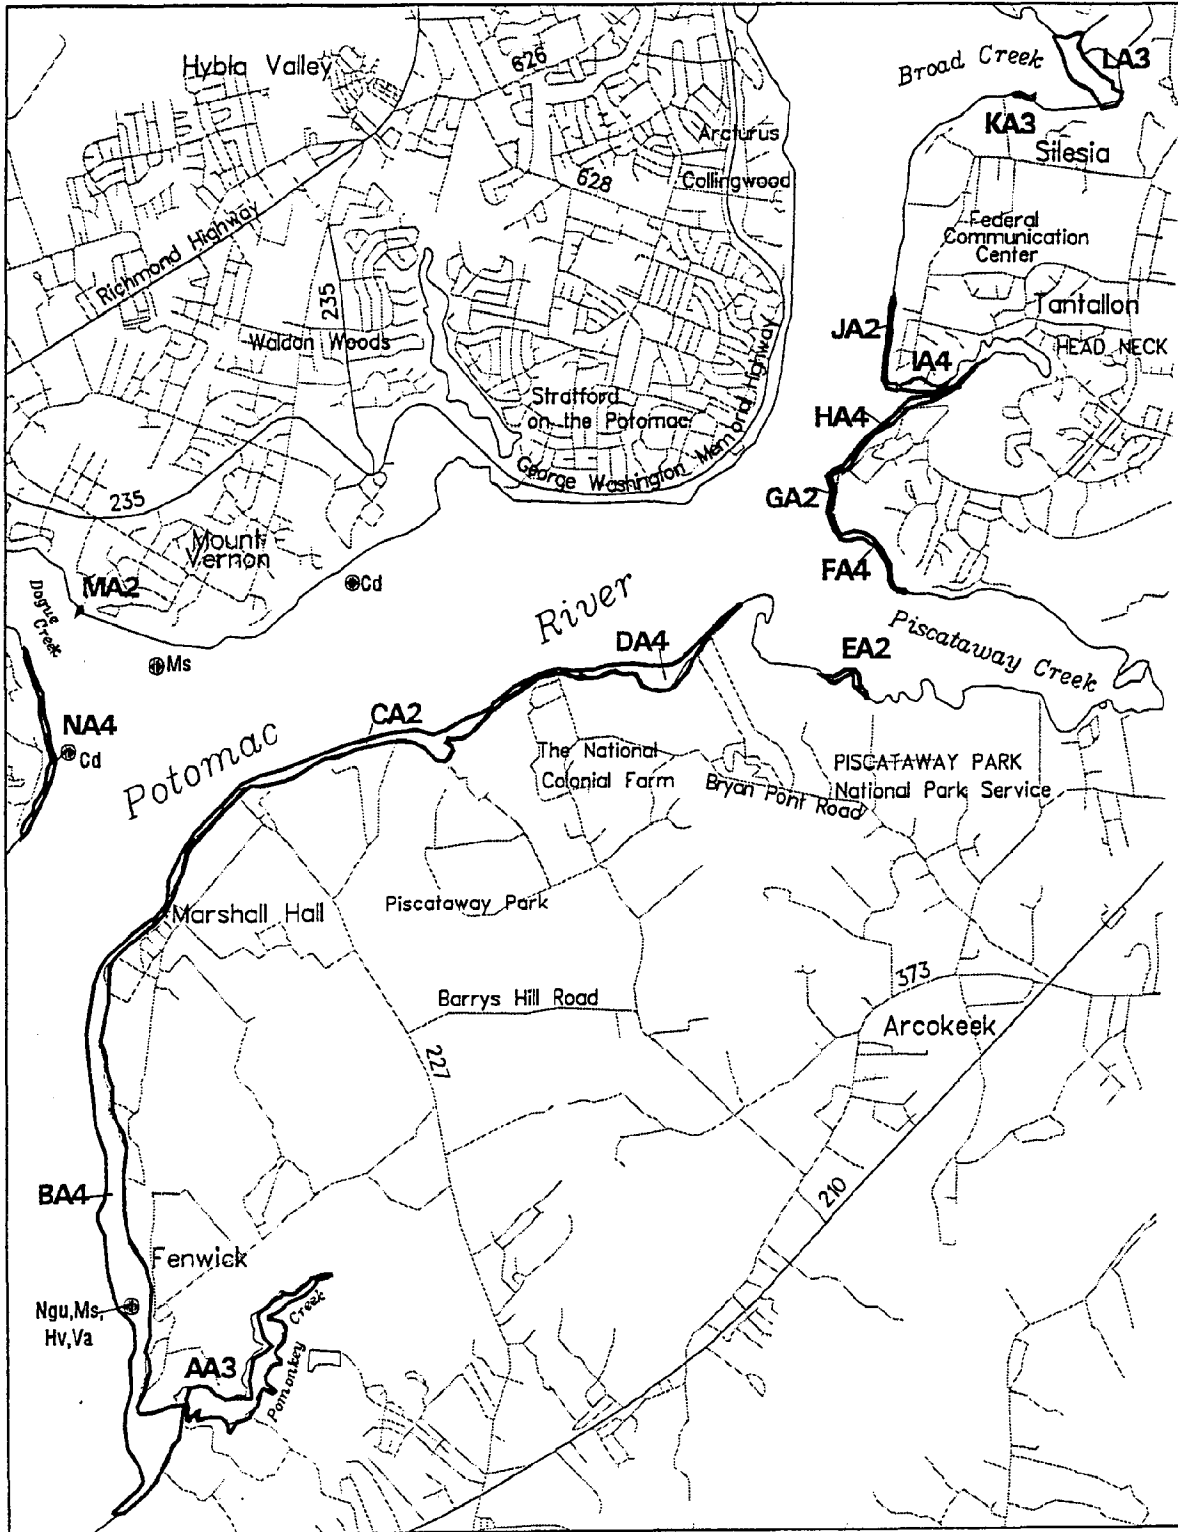 626
Hybla Valley
Broad Creek
LA3
KA3
Silesia
Arcturus
Collingwood
628
Richmond Highway
Federal
Communication
Center
235
Waldon Woods
JA2
Tantallon
IA4
HEAD NECK
Stratford
on the Potomac
HA4
George Washington Memorial Highway
235
GA2
Mount
Vernon
FA4
Cd
MA2
Dogue
Creek
River
Piscataway Creek
DA4
EA2
Ms
NA4
Cd
CA2
Potomac
The National
Colonial Farm
Bryan Pont Road
PISCATAWAY PARK
National Park Service
Marshall Hall
Piscataway Park
373
Barrys Hill Road
Arcokeek
227
BA4
210
Fenwick
Ngu,Ms,
Hv,Va
AA3
Creek
Pomonkey